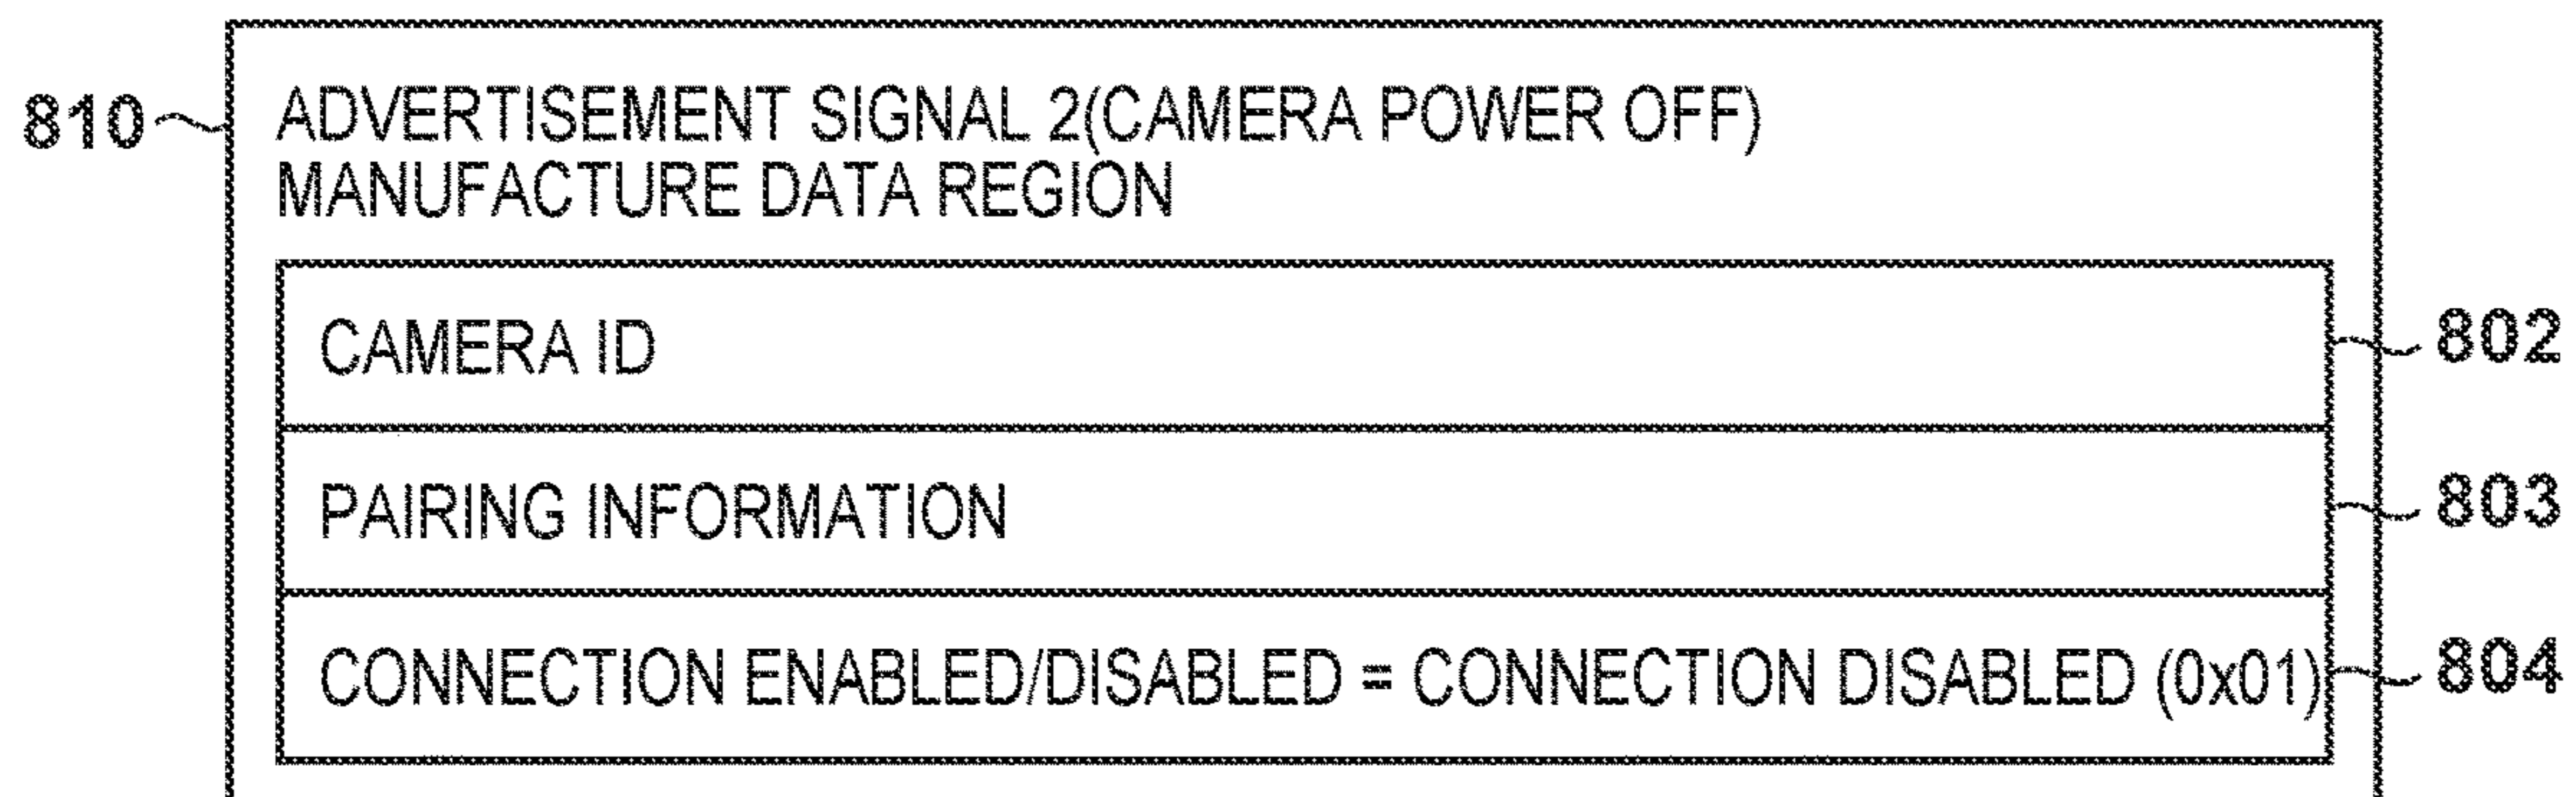 810
ADVERTISEMENT SIGNAL 2(CAMERA POWER OFF)
MANUFACTURE DATA REGION
CAMERA ID
802
PAIRING INFORMATION
803
CONNECTION ENABLED/DISABLED = CONNECTION DISABLED (0x01)
804